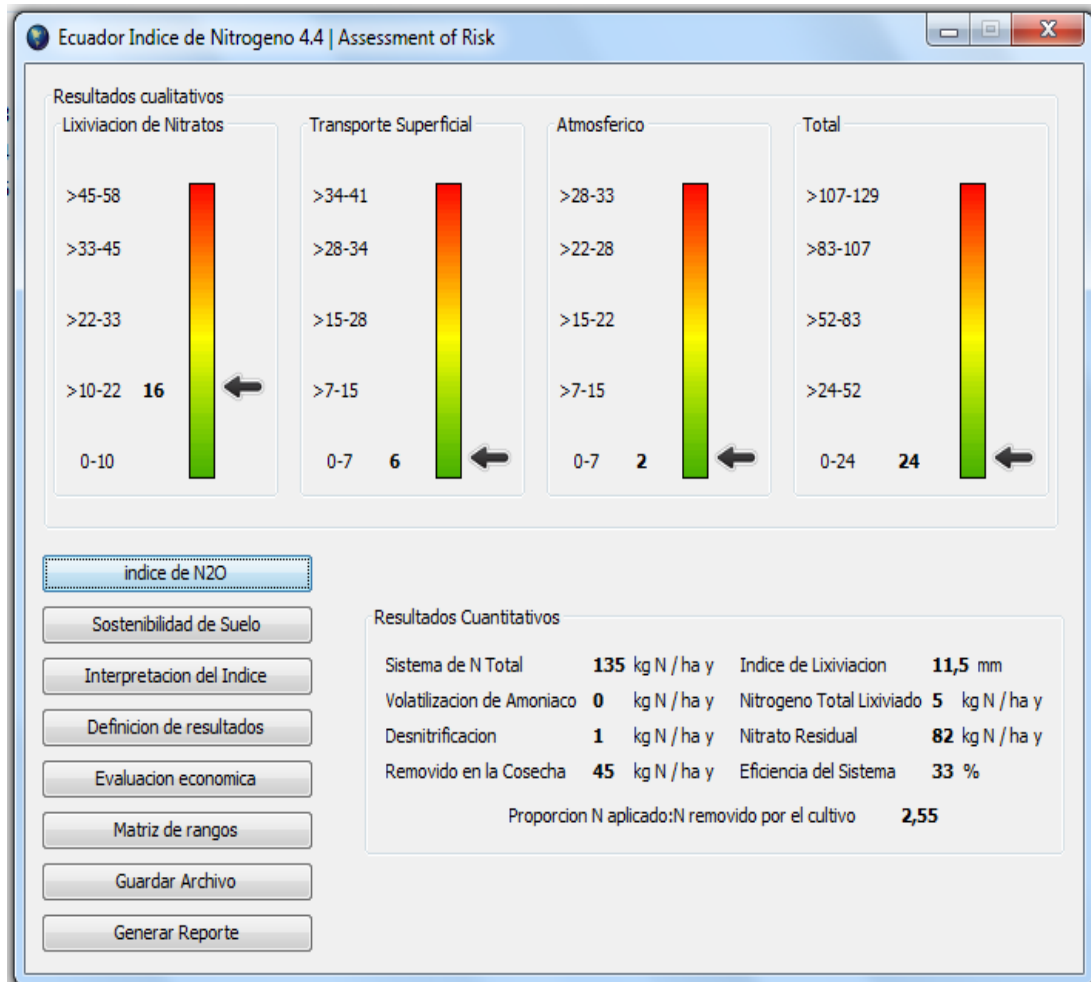 Ecuador Indice de Nitrogeno 4.4 | Assessment of Risk
Resultados cualitativos
Lixiviacion de Nitratos
>45-58
>33-45
>22-33
>10-22 16
0-10
Transporte Superficial
>34-41
>28-34
>15-28
>7-15
0-7 6
Atmosferico
>28-33
>22-28
>15-22
>7-15
0-7 2
Total
>107-129
>83-107
>52-83
>24-52
0-24 24
indice de N2O
Sostenibilidad de Suelo
Interpretacion del Indice
Definicion de resultados
Evaluacion economica
Matriz de rangos
Guardar Archivo
Generar Reporte
Resultados Cuantitativos
Sistema de N Total 135 kg N / ha y Indice de Lixiviacion 11,5 mm
Volatilizacion de Amoniaco 0 kg N / ha y Nitrogeno Total Lixiviado 5 kg N / ha y
Desnitrificacion 1 kg N / ha y Nitrato Residual 82 kg N / ha y
Removido en la Cosecha 45 kg N / ha y Eficiencia del Sistema 33 %
Proporcion N aplicado:N removido por el cultivo 2,55